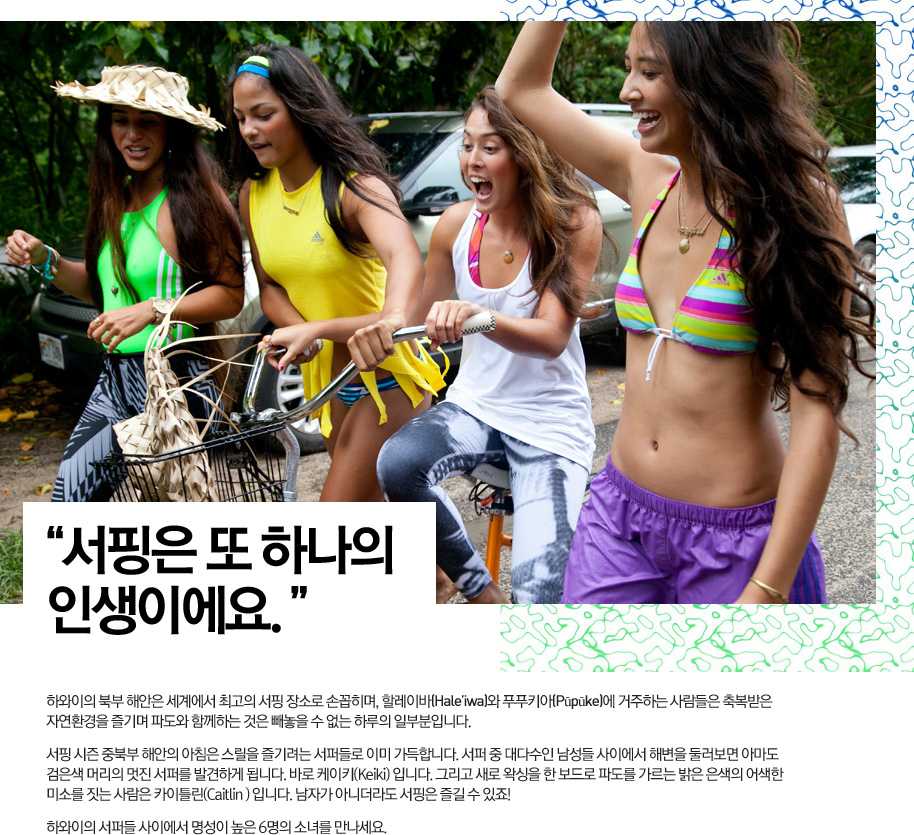 “서핑은 또 하나의
인생이에요. ”
하와이의 북부 해안은 세계에서 최고의 서핑 장소로 손꼽히며, 할레이바(Hale'iwa)와 푸푸키아(Pūpūke)에 거주하는 사람들은 축복받은
자연환경을 즐기며 파도와 함께하는 것은 빼놓을 수 없는 하루의 일부분입니다.
서핑 시즌 중북부 해안의 아침은 스릴을 즐기려는 서퍼들로 이미 가득합니다. 서퍼 중 대다수인 남성들 사이에서 해변을 둘러보면 아마도
검은색 머리의 멋진 서퍼를 발견하게 됩니다. 바로 케이키(Keiki) 입니다. 그리고 새로 왁싱을 한 보드로 파도를 가르는 밝은 은색의 어색한
미소를 짓는 사람은 카이틀린(Caitlin ) 입니다. 남자가 아니더라도 서핑은 즐길 수 있죠!
하와이의 서퍼들 사이에서 명성이 높은 6명의 소녀를 만나세요.